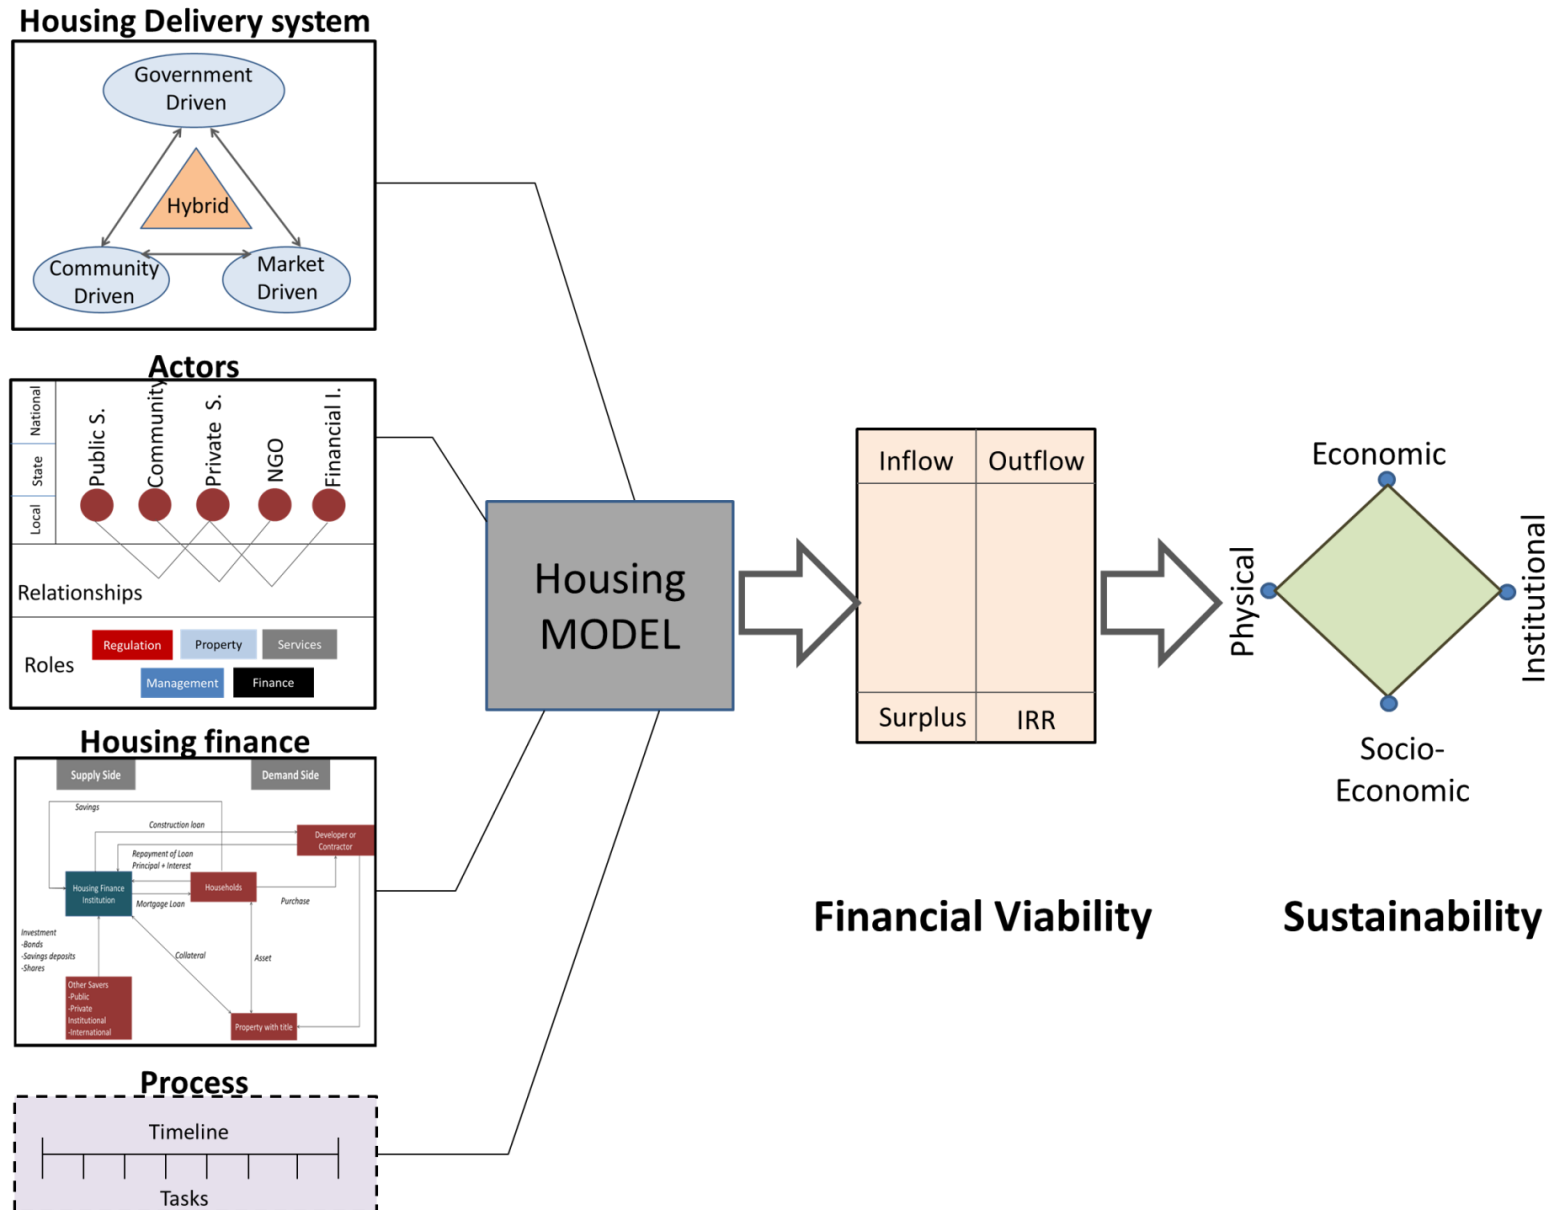 Housing Delivery system
Government
Driven
Hybrid
Community
Driven
Market
Driven
Actors
National
State
Local
Public S.
Community
Private S.
NGO
Financial I.
Relationships
Roles
Regulation
Property
Services
Management
Finance
Housing finance
Supply Side
Demand Side
Savings
Construction loan
Developer or
Contractor
Repayment of Loan
Principal + Interest
Housing Finance
Institution
Households
Mortgage Loan
Purchase
Investment
-Bonds
-Savings deposits
-Shares
Collateral
Asset
Other Savers
-Public
-Private
Institutional
-International
Property with title
Process
Timeline
Tasks
Housing
MODEL
Inflow
Outflow
Surplus
IRR
Financial Viability
Economic
Physical
Institutional
Socio-
Economic
Sustainability